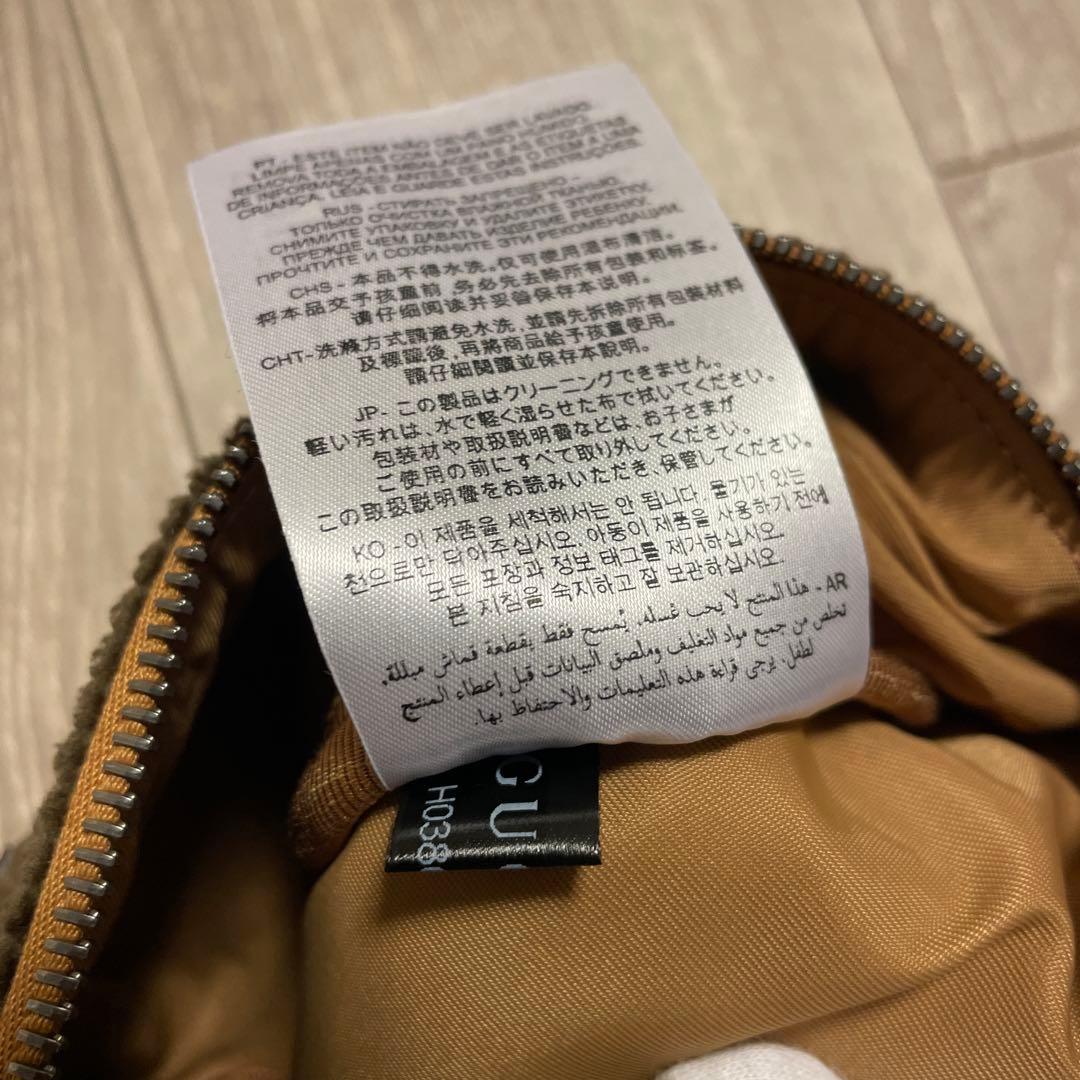 PT - ESTE ITEM NÃO DEVE SER LAVADO.
LIMPE APENAS COM UM PANO HÚMIDO.
REMOVA TODA A EMBALAGEM E AS ETIQUETAS
DE INFORMAÇÕES ANTES DE DAR O ITEM A UMA
CRIANÇA. LEIA E GUARDE ESTAS INSTRUÇÕES.
RUS - СТИРАТЬ ЗАПРЕЩЕНО -
ТОЛЬКО ОЧИСТКА ВЛАЖНОЙ ТКАНЬЮ.
СНИМИТЕ УПАКОВКУ И УДАЛИТЕ ЭТИКЕТКИ,
ПРЕЖДЕ ЧЕМ ДАВАТЬ ИЗДЕЛИЕ РЕБЕНКУ.
ПРОЧТИТЕ И СОХРАНИТЕ ЭТИ РЕКОМЕНДАЦИИ.
CHS - 本品不得水洗。仅可使用湿布清洁。
将本品交予孩童前,务必先去除所有包装和标签。
请仔细阅读并妥善保存本说明。
CHT-洗滌方式請避免水洗,並請先拆除所有包裝材料
及標籤後,再將商品給予孩童使用。
請仔細閱讀並保存本說明。
JP- この製品はクリーニングできません。
軽い汚れは、水で軽く湿らせた布で拭いてください。
包装材や取扱説明書などは、お子さまが
ご使用の前にすべて取り外してください。
この取扱説明書をお読みいただき、保管してください。
KO - 이 제품을 세척해서는 안 됩니다. 물기가 있는
천으로만 닦아주십시오. 아동이 제품을 사용하기 전에
모든 포장과 정보 태그를 제거하십시오.
본 지침을 숙지하고 잘 보관하십시오.
AR - هذا المنتج لا يجب غسله. يُمسح فقط بقطعة قماش مبللة.
تخلص من جميع مواد التغليف وملصق البيانات قبل إعطاء المنتج
لطفل. يرجى قراءة هذه التعليمات والاحتفاظ بها.
GU
H038